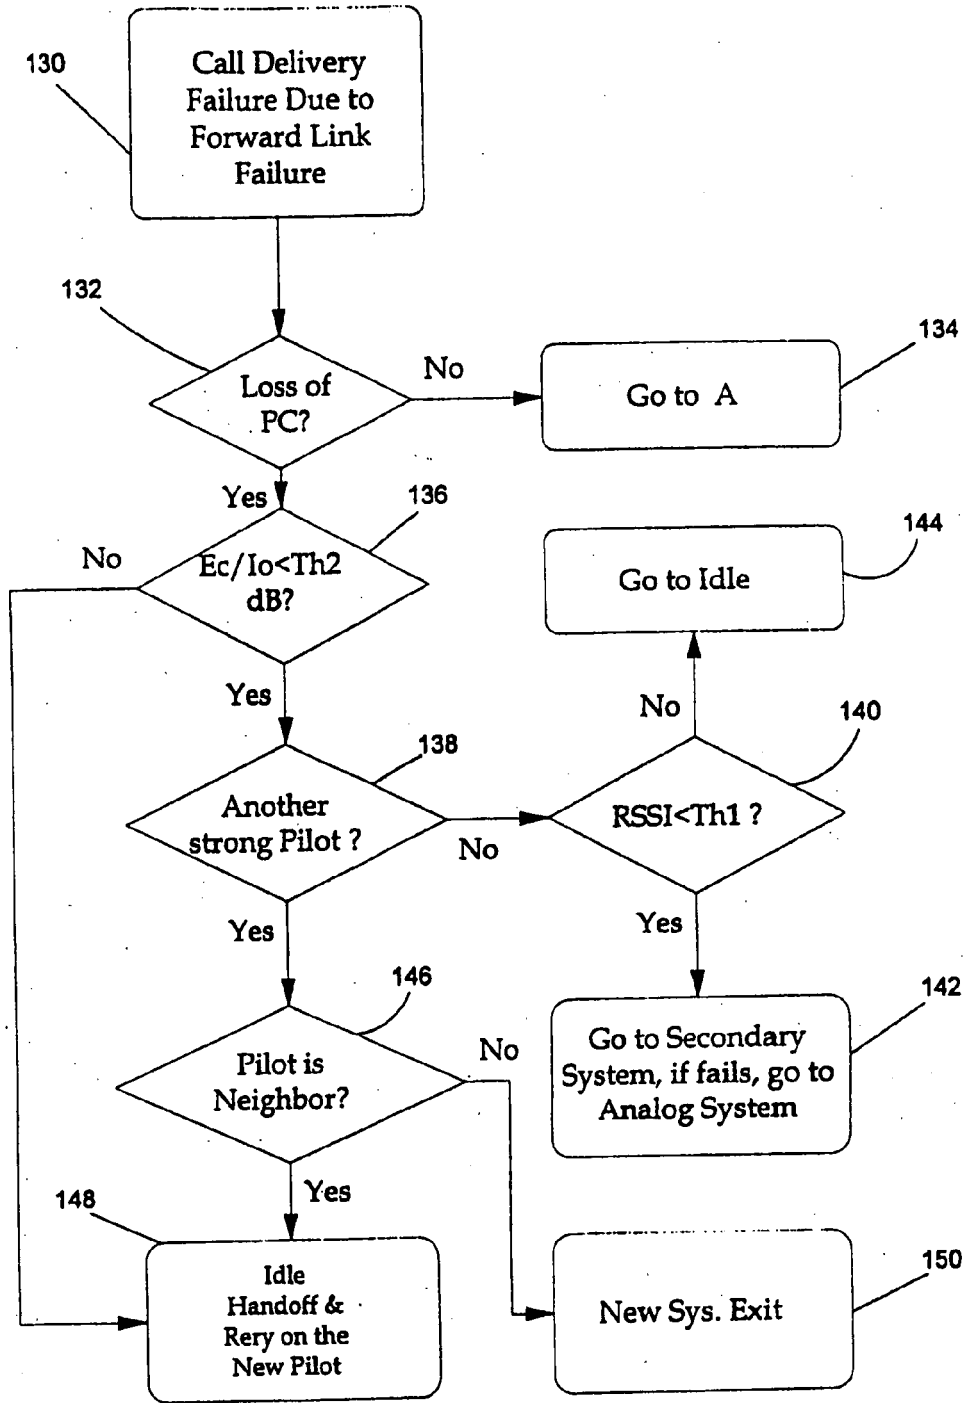 130
Call Delivery
Failure Due to
Forward Link
Failure
132
Loss of
PC?
No
134
Go to A
Yes
136
No
Ec/Io<Th2
dB?
144
Go to Idle
Yes
No
138
140
Another
strong Pilot ?
No
RSSI<Th1 ?
Yes
Yes
146
142
Pilot is
Neighbor?
No
Go to Secondary
System, if fails, go to
Analog System
Yes
148
Idle
Handoff &
Rery on the
New Pilot
150
New Sys. Exit